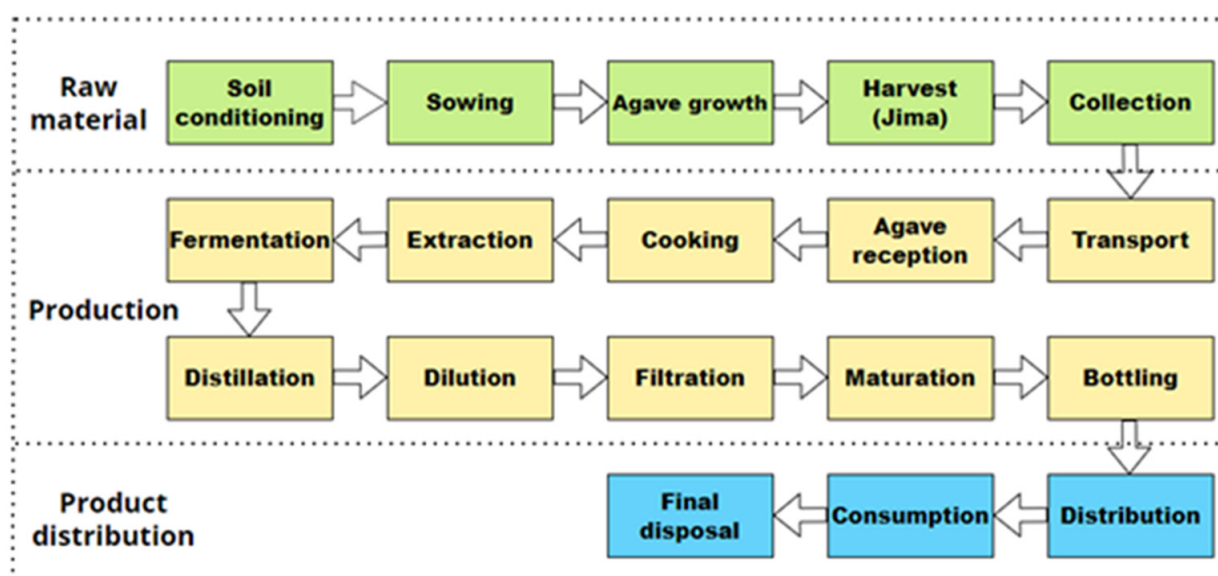 Raw
material
Soil
conditioning
Sowing
Agave growth
Harvest
(Jima)
Collection
Production
Fermentation
Extraction
Cooking
Agave
reception
Transport
Distillation
Dilution
Filtration
Maturation
Bottling
Product
distribution
Final
disposal
Consumption
Distribution